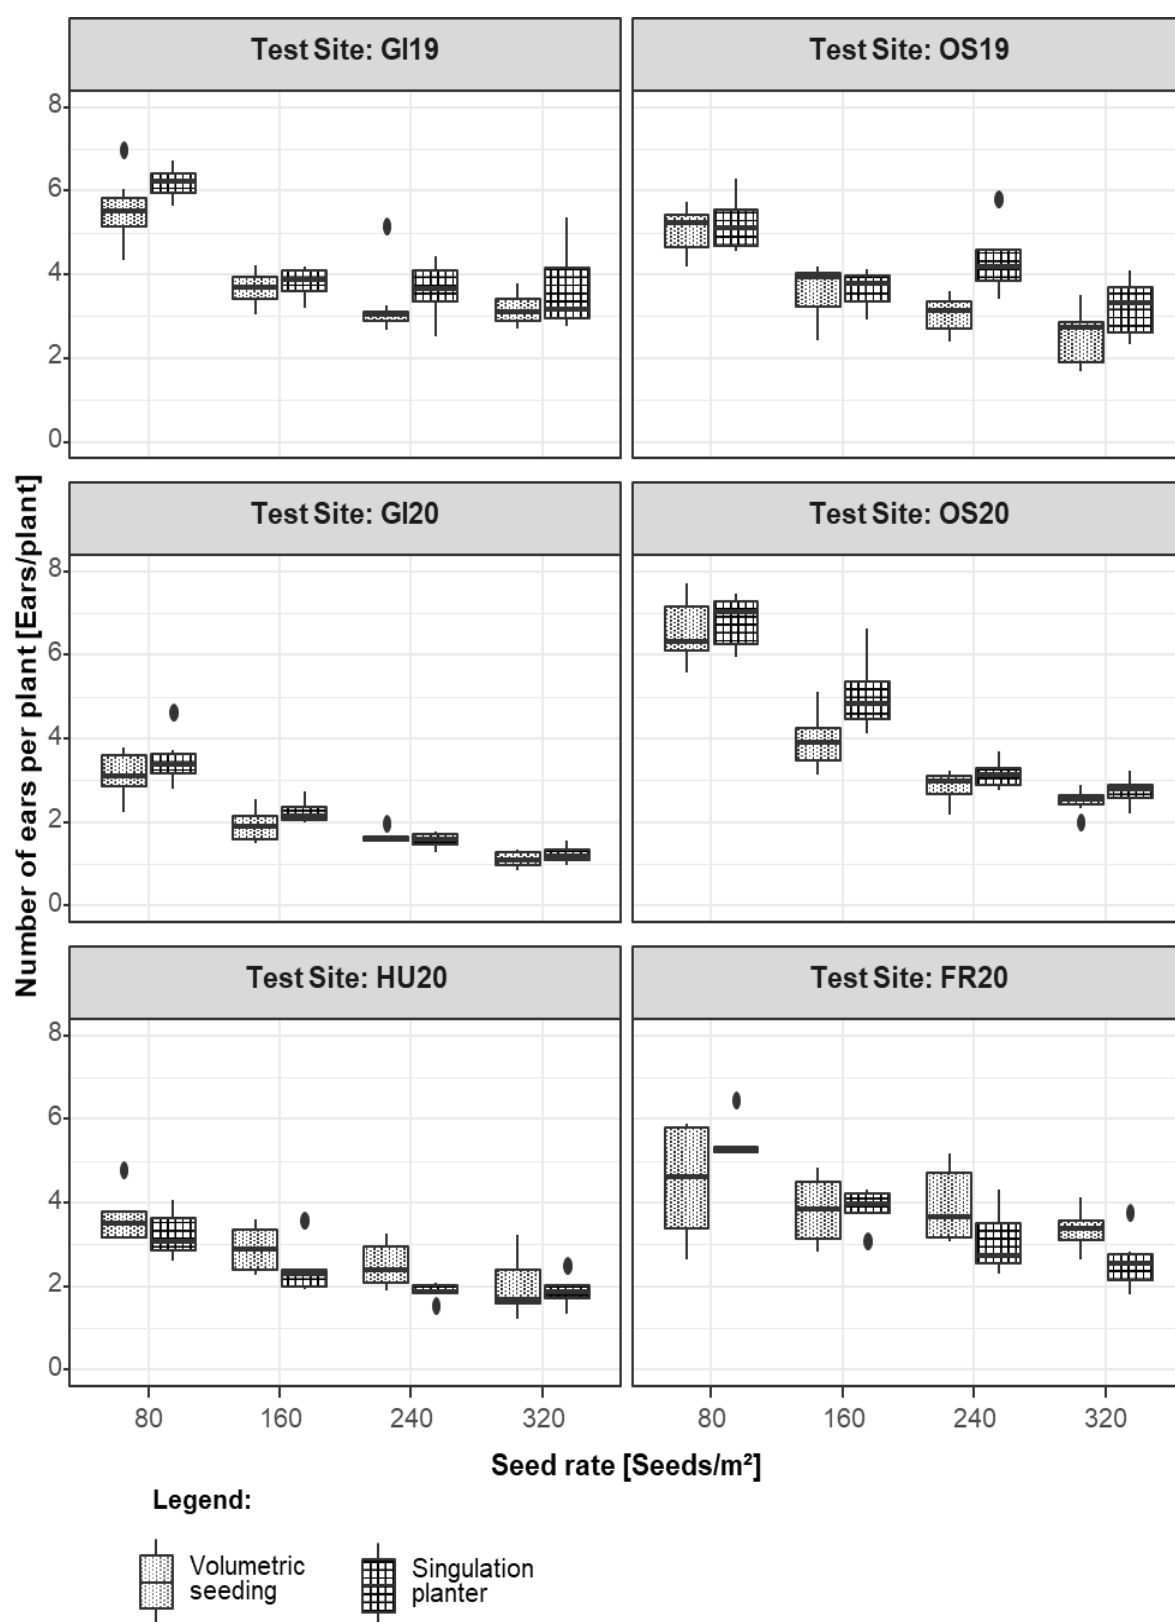 Test Site: GI19
Test Site: OS19
8
6
4
2
0
Test Site: GI20
Test Site: OS20
8
6
4
2
0
Test Site: HU20
Test Site: FR20
8
6
4
2
0
Number of ears per plant [Ears/plant]
80 160 240 320 80 160 240 320
Seed rate [Seeds/m²]
Legend:
Volumetric
seeding
Singulation
planter